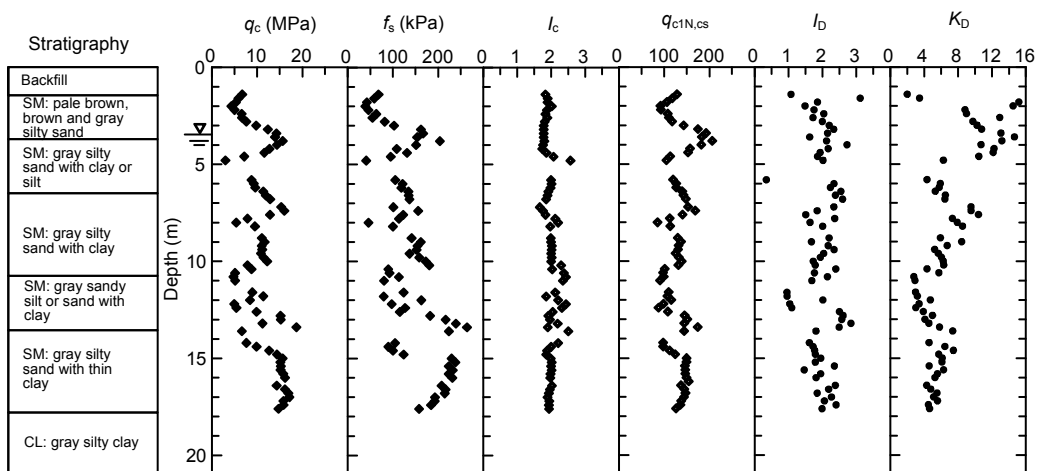 Stratigraphy
Backfill
SM: pale brown,
brown and gray
silty sand
SM: gray silty
sand with clay or
silt
SM: gray silty
sand with clay
SM: gray sandy
silt or sand with
clay
SM: gray silty
sand with thin
clay
CL: gray silty clay
Depth (m)
0
5
10
15
20
qc (MPa)
0 10 20
fs (kPa)
0 100 200
Ic
0 1 2 3
qc1N,cs
0 100 200
ID
0 1 2 3
KD
0 4 8 12 16